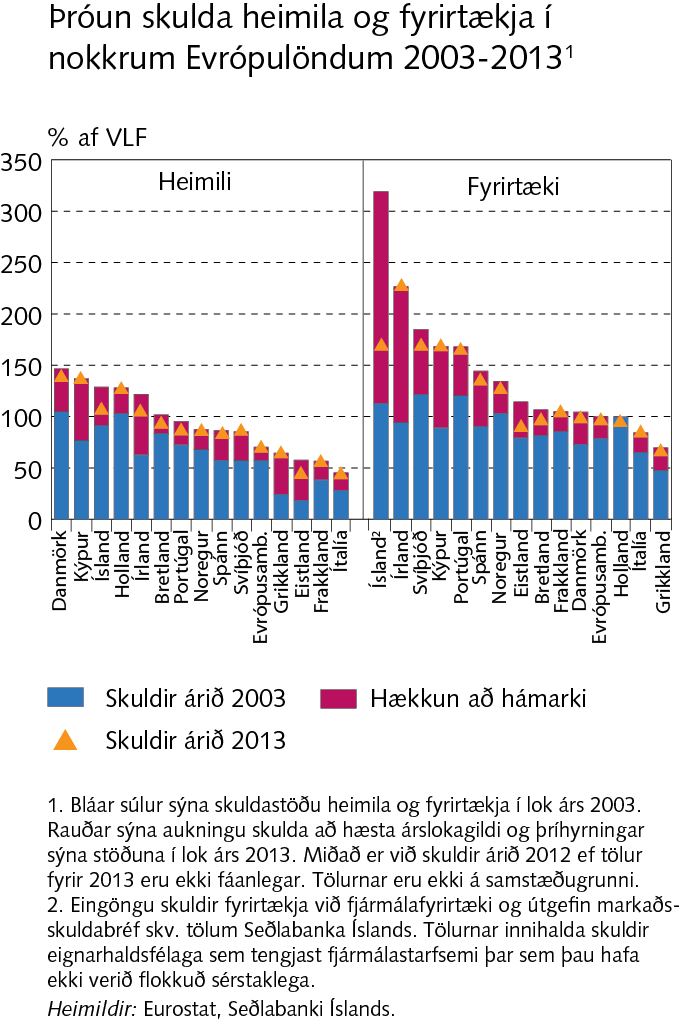 Þróun skulda heimila og fyrirtækja í
nokkrum Evrópulöndum 2003-2013¹
% af VLF
350
300
250
200
150
100
50
0
Heimili
Fyrirtæki
Danmörk
Kýpur
Ísland
Holland
Írland
Bretland
Portúgal
Noregur
Spánn
Svíþjóð
Evrópusamb.
Grikkland
Eistland
Frakkland
Ítalía
Ísland²
Írland
Svíþjóð
Kýpur
Portúgal
Spánn
Noregur
Eistland
Bretland
Frakkland
Danmörk
Evrópusamb.
Holland
Ítalía
Grikkland
Skuldir árið 2003
Hækkun að hámarki
Skuldir árið 2013
1. Bláar súlur sýna skuldastöðu heimila og fyrirtækja í lok árs 2003.
Rauðar sýna aukningu skulda að hæsta árslokagildi og þríhyrningar
sýna stöðuna í lok árs 2013. Miðað er við skuldir árið 2012 ef tölur
fyrir 2013 eru ekki fáanlegar. Tölurnar eru ekki á samstæðugrunni.
2. Eingöngu skuldir fyrirtækja við fjármálafyrirtæki og útgefin markaðs-
skuldabréf skv. tölum Seðlabanka Íslands. Tölurnar innihalda skuldir
eignarhaldsfélaga sem tengjast fjármálastarfsemi þar sem þau hafa
ekki verið flokkuð sérstaklega.
Heimildir: Eurostat, Seðlabanki Íslands.